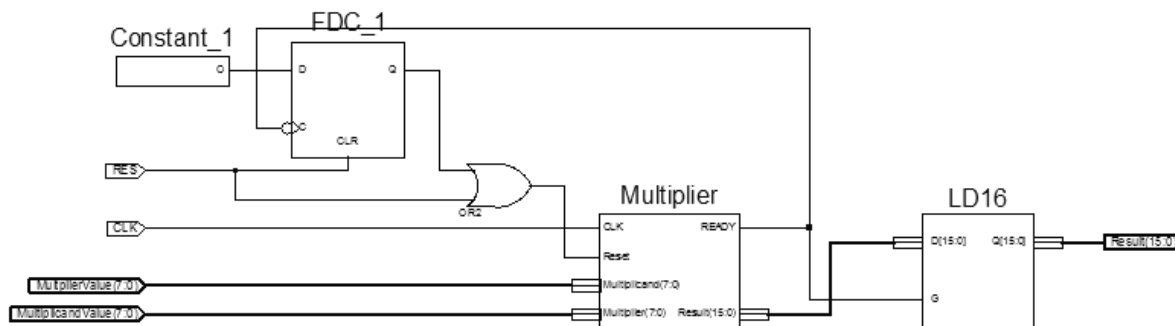 FDC_1
Constant_1
O
D
Q
C
CLR
RES
OR2
Multiplier
LD16
CLK
CLK
READY
D[15:0]
Q[15:0]
Result(15:0)
Reset
MultplierValue(7:0)
Multiplicand(7:0)
G
MultiplicandValue(7:0)
Multiplier(7:0)
Result(15:0)